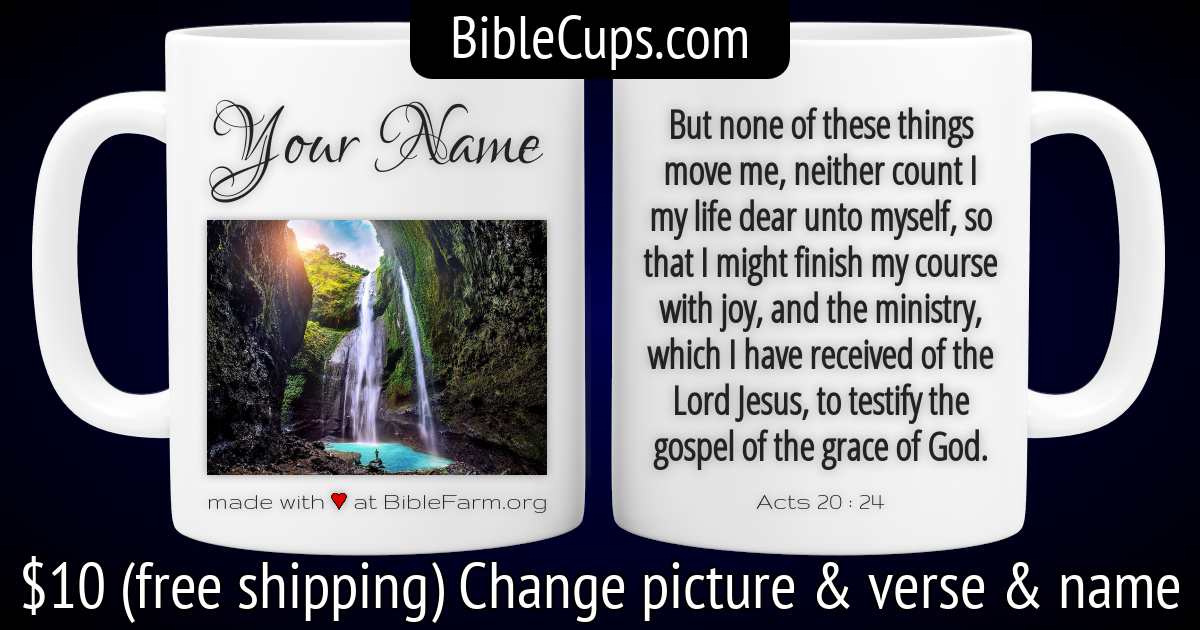 BibleCups.com
Your Name
made with ♥ at BibleFarm.org
But none of these things
move me, neither count I
my life dear unto myself, so
that I might finish my course
with joy, and the ministry,
which I have received of the
Lord Jesus, to testify the
gospel of the grace of God.
Acts 20 : 24
$10 (free shipping) Change picture & verse & name